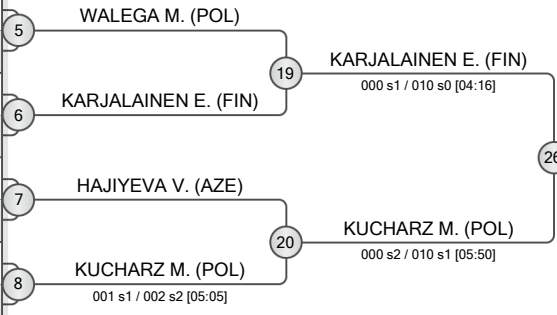 WALEGA M. (POL)
5
19
KARJALAINEN E. (FIN)
000 s1 / 010 s0 [04:16]
KARJALAINEN E. (FIN)
6
26
HAJIYEVA V. (AZE)
7
20
KUCHARZ M. (POL)
000 s2 / 010 s1 [05:50]
KUCHARZ M. (POL)
8
001 s1 / 002 s2 [05:05]